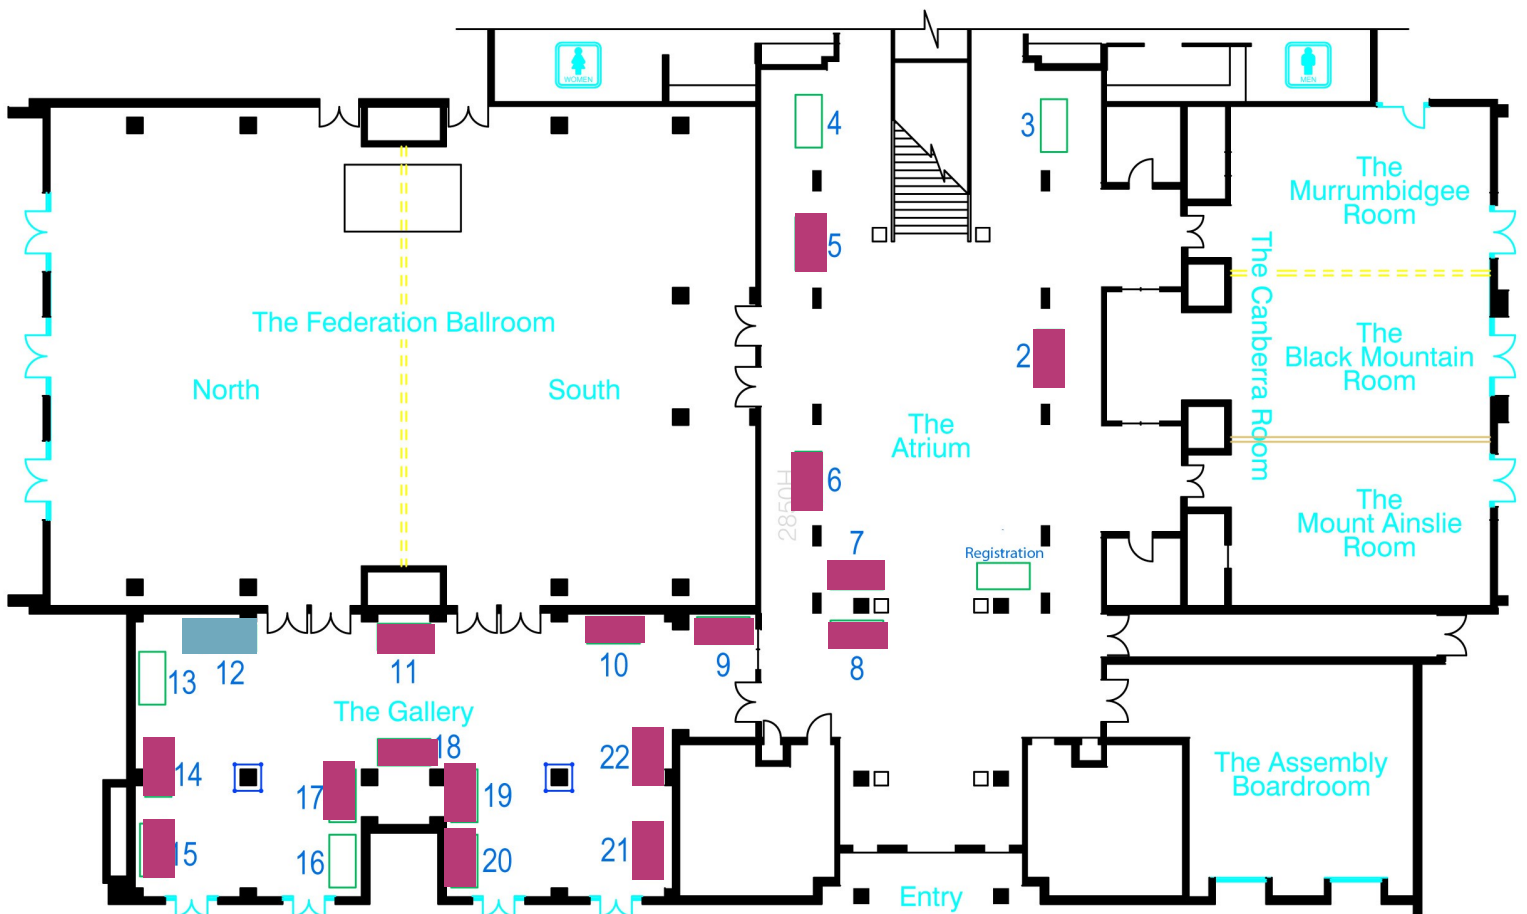 WOMEN
MEN
4
3
The
Murrumbidgee
Room
5
The Canberra Room
The Federation Ballroom
2
The
Black Mountain
Room
North
South
The
Atrium
6
2850H
The
Mount Ainslie
Room
7
Registration
12
11
10
9
8
13
The Gallery
18
22
14
17
19
The Assembly
Boardroom
15
16
20
21
Entry